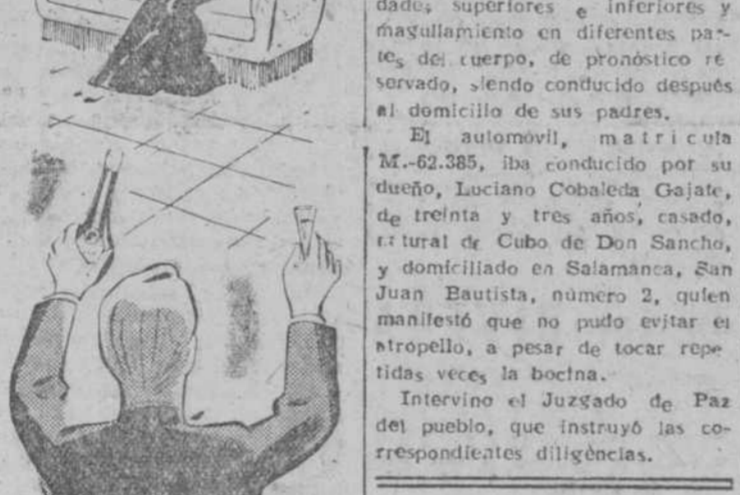 dades superiores e inferiores y
magullamiento en diferentes par-
tes del cuerpo, de pronóstico re
servado, siendo conducido después
al domicilio de sus padres.
El automóvil, matricula
M.-62.385, iba conducido por su
dueño, Luciano Cobaleda Gajate,
de treinta y tres años, casado,
natural de Cubo de Don Sancho,
y domiciliado en Salamanca, San
Juan Bautista, número 2, quien
manifestó que no pudo evitar el
atropello, a pesar de tocar repe
tidas veces la bocina.
Intervino el Juzgado de Paz
del pueblo, que instruyó las co-
rrespondientes diligencias.